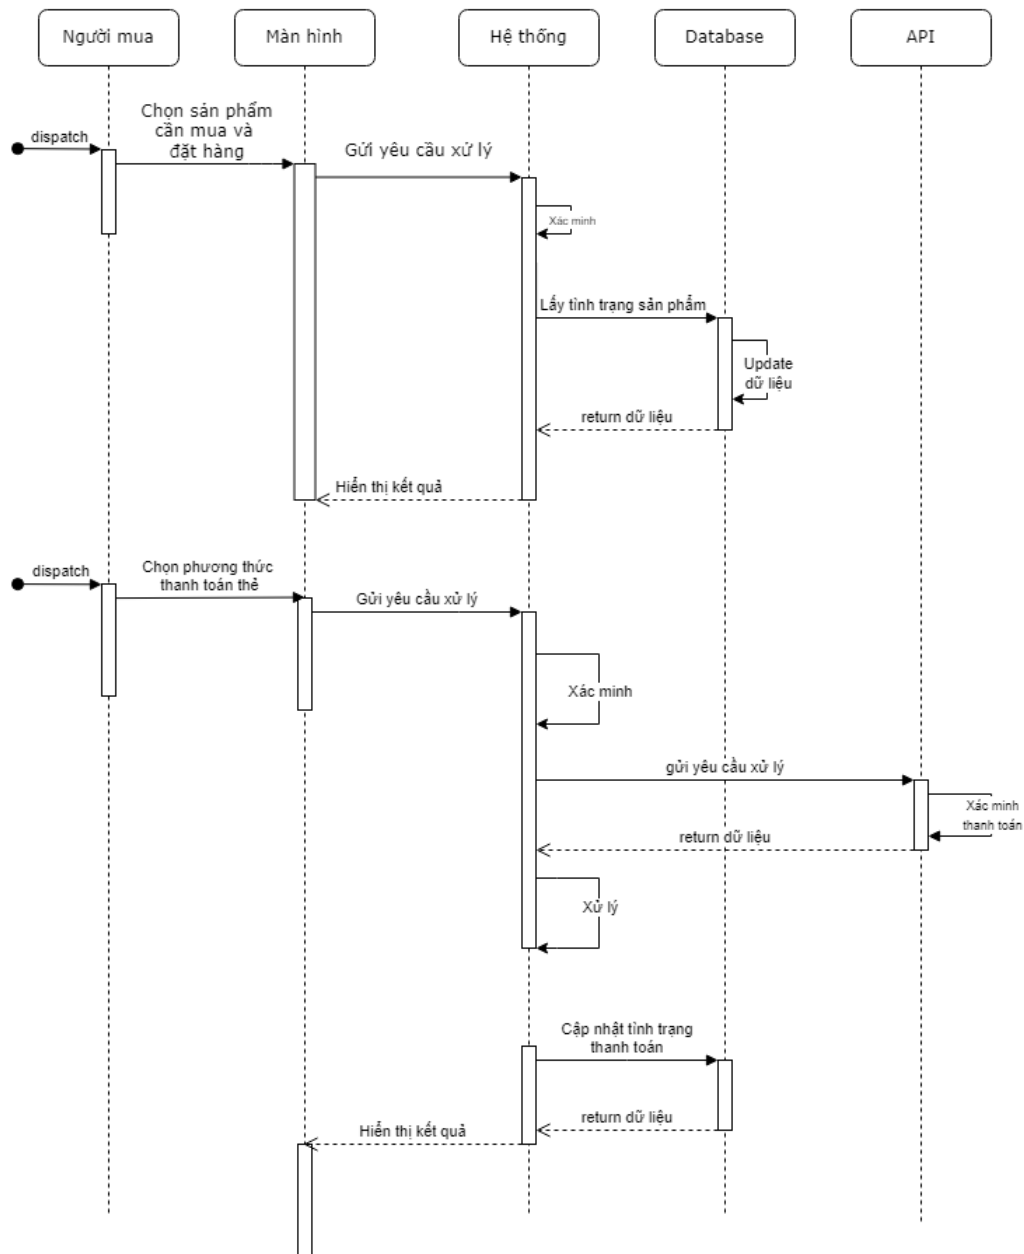 Người mua
Màn hình
Hệ thống
Database
API
dispatch
Chọn sản phẩm
cần mua và
đặt hàng
Gửi yêu cầu xử lý
Xác minh
Lấy tình trạng sản phẩm
Update
dữ liệu
return dữ liệu
Hiển thị kết quả
dispatch
Chọn phương thức
thanh toán thẻ
Gửi yêu cầu xử lý
Xác minh
gửi yêu cầu xử lý
Xác minh
thanh toán
return dữ liệu
Xử lý
Cập nhật tình trạng
thanh toán
return dữ liệu
Hiển thị kết quả